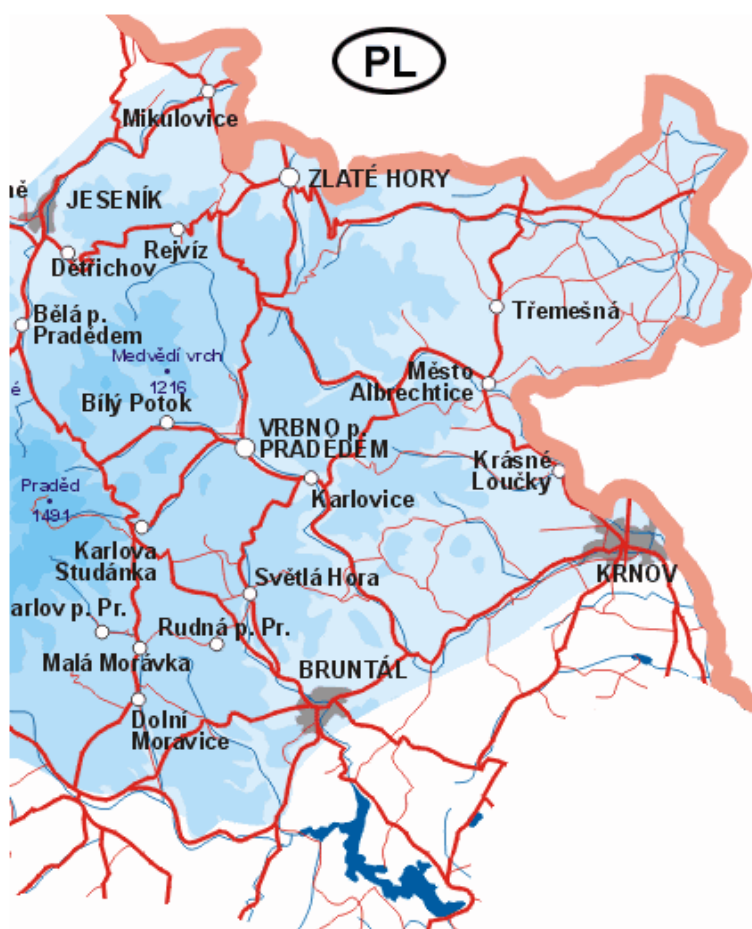 PL
Mikulovice
ZLATÉ HORY
ně
JESENÍK
Rejvíz
Dětřichov
Bělá p.
Pradědem
Třemešná
Medvědí vrch
1216
é
Město
Albrechtice
Bílý Potok
VRBNO p.
PRADĚDEM
Krásné
Loučky
Praděd
1491
Karlovice
Karlova
Studánka
KRNOV
Světlá Hora
arlov p. Pr.
Rudná p. Pr.
Malá Morávka
BRUNTÁL
Dolní
Moravice